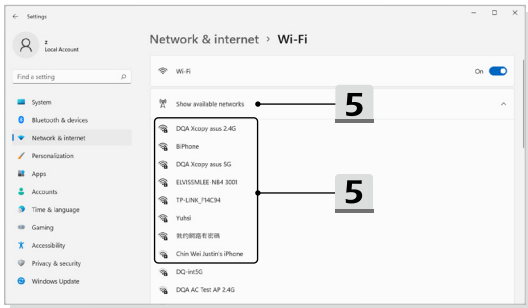 Settings
z
Local Account
Find a setting
System
Bluetooth & devices
Network & internet
Personalization
Apps
Accounts
Time & language
Gaming
Accessibility
Privacy & security
Windows Update
Network & internet > Wi-Fi
Wi-Fi
On
Show available networks
5
DQA Xcopy asus 2.4G
BIPhone
DQA Xcopy asus 5G
ELVISSMLEE-NB4 3001
5
TP-LINK_F14C94
Yuhsi
我的網路有密碼
Chin Wei Justin's iPhone
DQ-int5G
DQA AC Test AP 2.4G